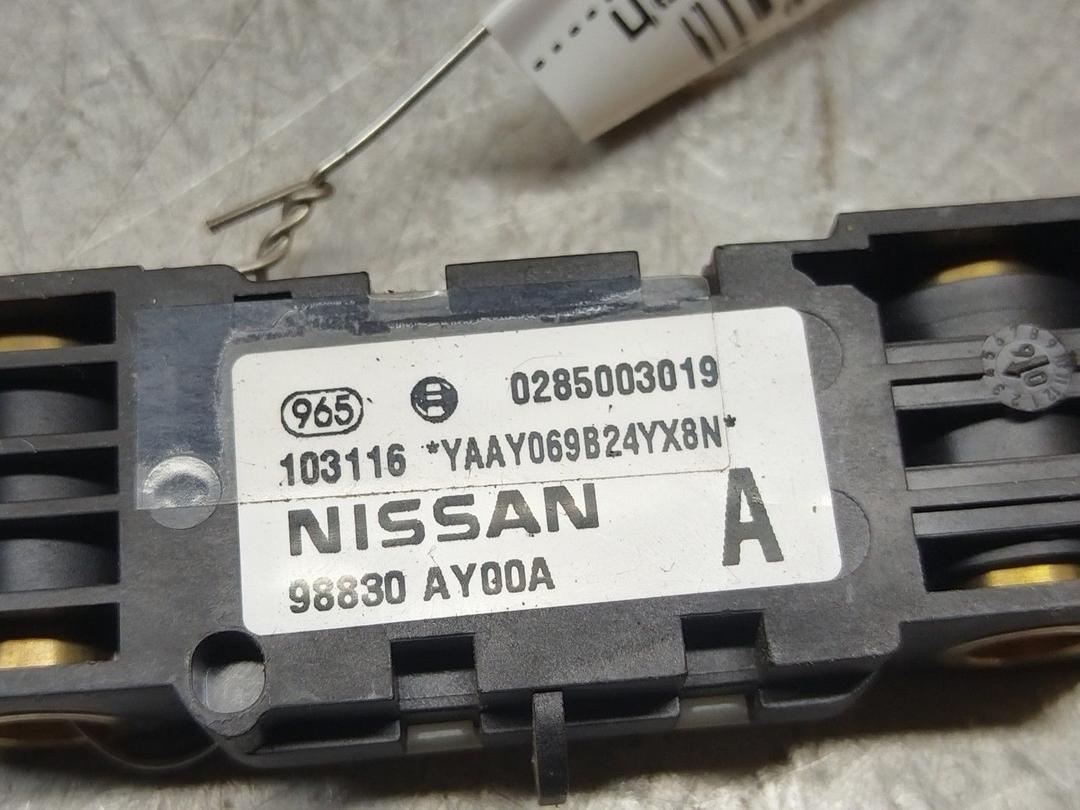 965 0285003019
103116 *YAAY069B24YX8N*
NISSAN A
98830 AY00A